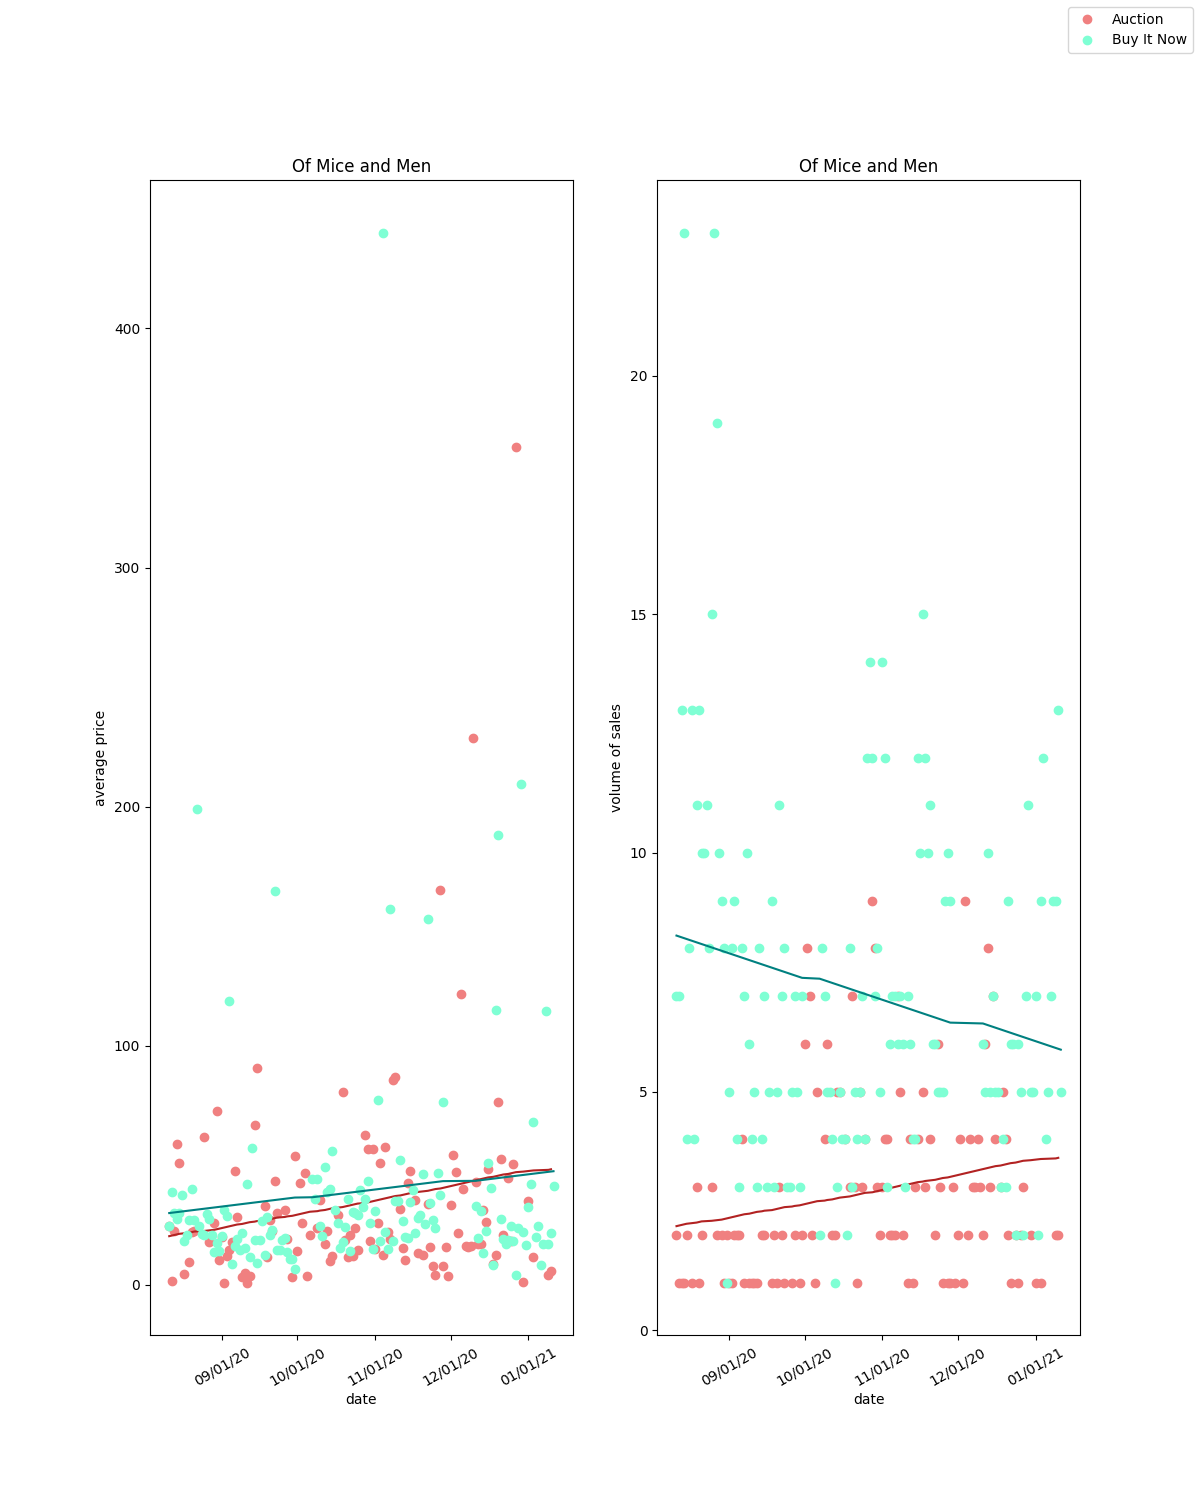 Auction
Buy It Now
Of Mice and Men
average price
400
300
200
100
0
09/01/20
10/01/20
11/01/20
12/01/20
01/01/21
date
Of Mice and Men
volume of sales
20
15
10
5
0
09/01/20
10/01/20
11/01/20
12/01/20
01/01/21
date